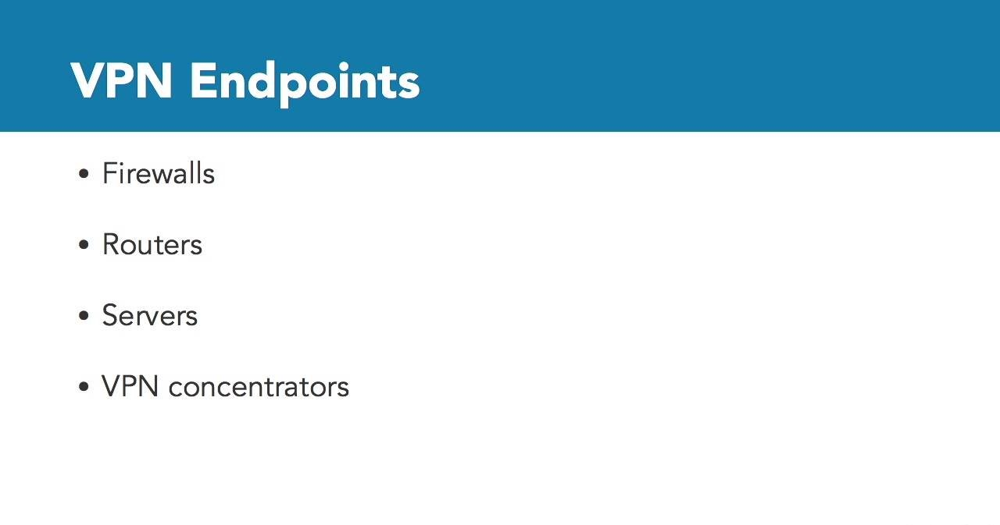 VPN Endpoints
• Firewalls
• Routers
• Servers
• VPN concentrators